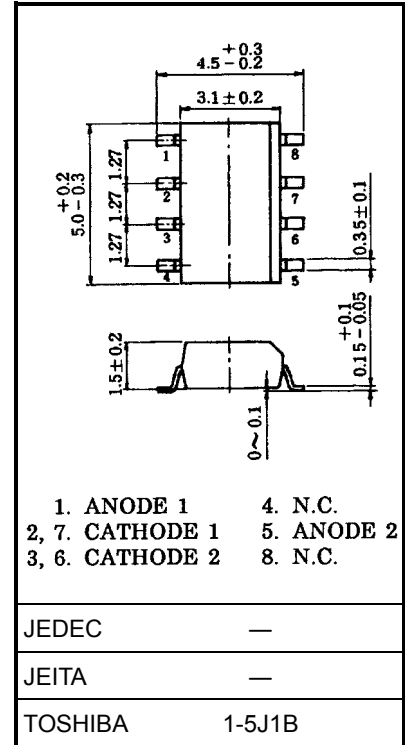 +0.3
4.5-0.2
3.1±0.2
1 8
2 7
3 6
4 5
+0.2
5.0-0.3
1.27
1.27
1.27
0.35±0.1
+0.1
0.15-0.05
1.5±0.2
0~0.1
1. ANODE 1 4. N.C.
2, 7. CATHODE 1 5. ANODE 2
3, 6. CATHODE 2 8. N.C.
JEDEC —
JEITA —
TOSHIBA 1-5J1B